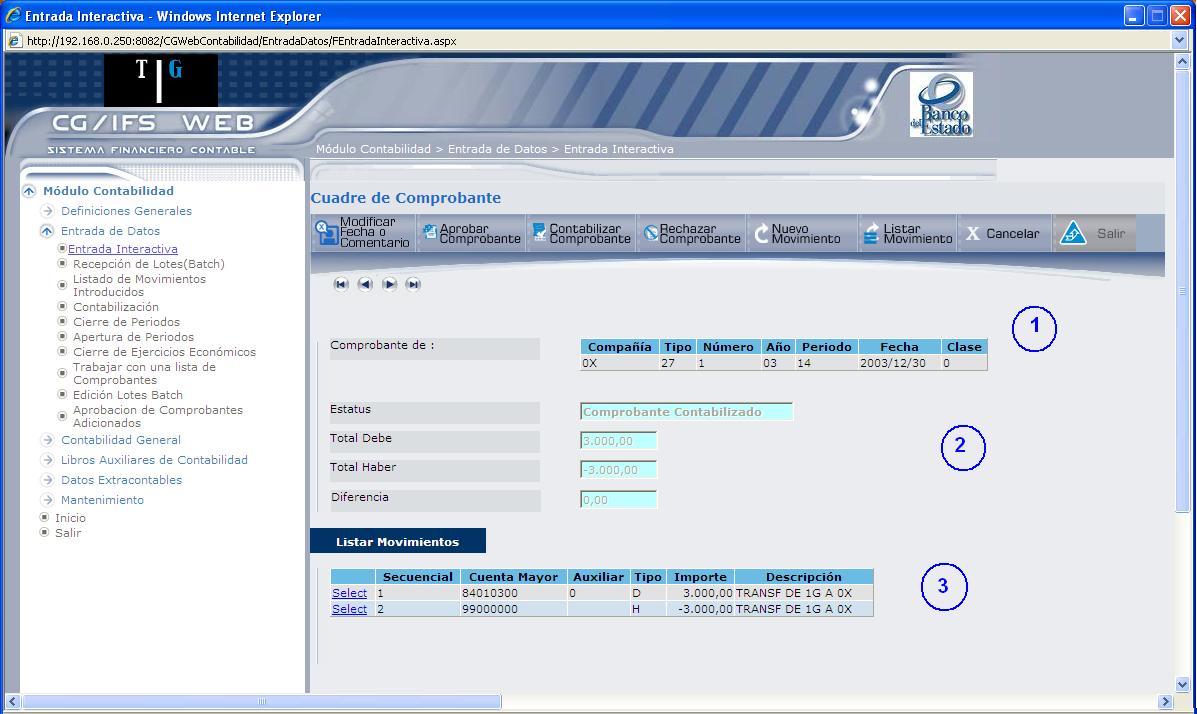 Entrada Interactiva - Windows Internet Explorer
http://192.168.0.250:8082/CGWebContabilidad/EntradaDatos/FEntradaInteractiva.aspx
T G
CG/IFS WEB
SISTEMA FINANCIERO CONTABLE
Banco
del Estado
Módulo Contabilidad > Entrada de Datos > Entrada Interactiva
Módulo Contabilidad
Definiciones Generales
Entrada de Datos
Entrada Interactiva
Recepción de Lotes(Batch)
Listado de Movimientos
Introducidos
Contabilización
Cierre de Periodos
Apertura de Periodos
Cierre de Ejercicios Económicos
Trabajar con una lista de
Comprobantes
Edición Lotes Batch
Aprobacion de Comprobantes
Adicionados
Contabilidad General
Libros Auxiliares de Contabilidad
Datos Extracontables
Mantenimiento
Inicio
Salir
Cuadre de Comprobante
Modificar
Fecha o
Comentario
Aprobar
Comprobante
Contabilizar
Comprobante
Rechazar
Comprobante
Nuevo
Movimiento
Listar
Movimiento
Cancelar
Salir
1
Comprobante de :
Compañía Tipo Número Año Periodo Fecha Clase
0X 27 1 03 14 2003/12/30 0
Estatus Comprobante Contabilizado
Total Debe 3.000,00
2
Total Haber -3.000,00
Diferencia 0,00
Listar Movimientos
Secuencial Cuenta Mayor Auxiliar Tipo Importe Descripción
Select 1 84010300 0 D 3.000,00 TRANSF DE 1G A 0X
Select 2 99000000 H -3.000,00 TRANSF DE 1G A 0X
3